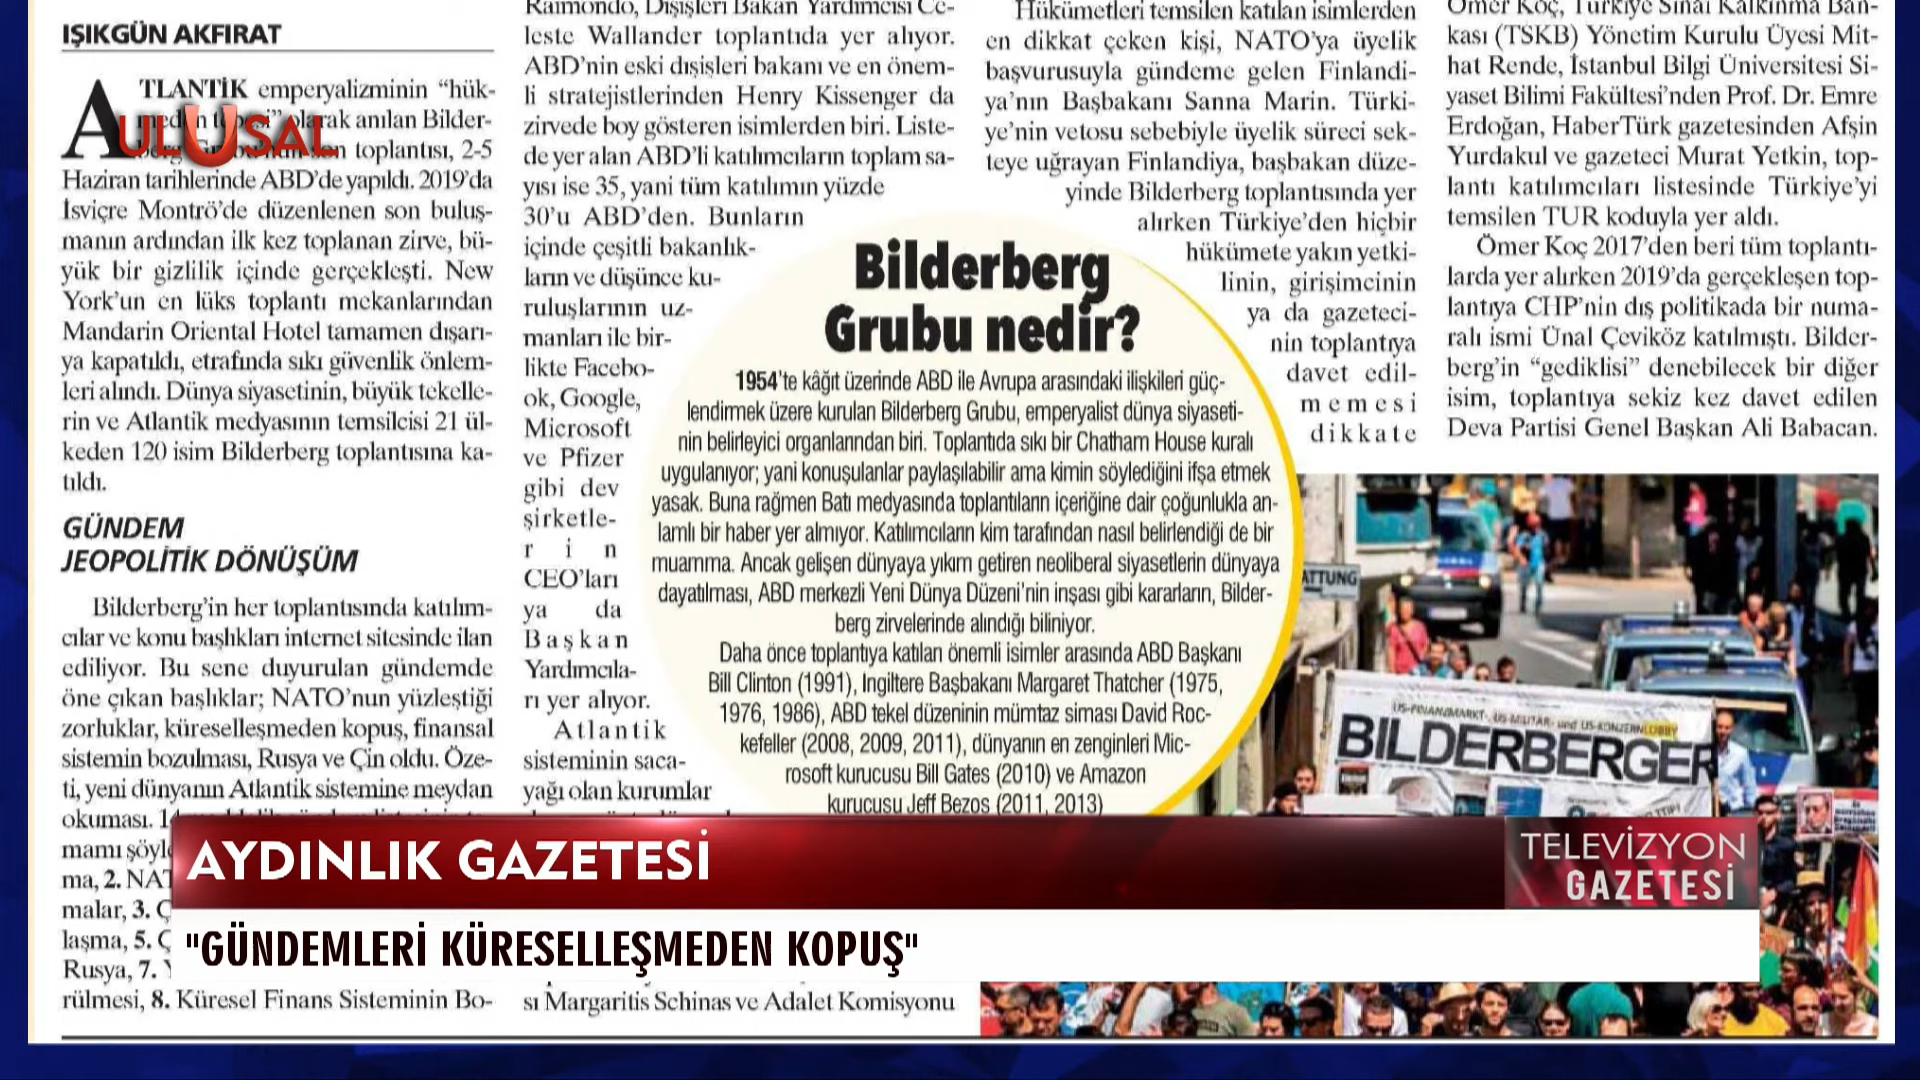 IŞIKGÜN AKFIRAT
ATLANTİK emperyalizminin “hük-
olarak anılan Bilder-
toplantısı, 2-5
Haziran tarihlerinde ABD’de yapıldı. 2019’da
İsviçre Montrö’de düzenlenen son buluş-
manın ardından ilk kez toplanan zirve, bü-
yük bir gizlilik içinde gerçekleşti. New
York’un en lüks toplantı mekanlarından
Mandarin Oriental Hotel tamamen dışarı-
ya kapatıldı, etrafında sıkı güvenlik önlem-
leri alındı. Dünya siyasetinin, büyük tekelle-
rin ve Atlantik medyasının temsilcisi 21 ül-
keden 120 isim Bilderberg toplantısına ka-
tıldı.
GÜNDEM
JEOPOLİTİK DÖNÜŞÜM
Bilderberg’in her toplantısında katılım-
cılar ve konu başlıkları internet sitesinde ilan
ediliyor. Bu sene duyurulan gündemde
öne çıkan başlıklar; NATO’nun yüzleştiği
zorluklar, küreselleşmeden kopuş, finansal
sistemin bozulması, Rusya ve Çin oldu. Öze-
ti, yeni dünyanın Atlantik sistemine meydan
okuması.
mamı
ma, 2. NAT
malar, 3. Ç
laşma, 5. Ç
Rusya, 7.
rülmesi, 8. Küresel Finans Sisteminin Bo-
Raimondo, Dışişleri Bakan Yardımcısı Ce-
leste Wallander toplantıda yer alıyor.
ABD’nin eski dışişleri bakanı ve en önem-
li stratejistlerinden Henry Kissenger da
zirvede boy gösteren isimlerden biri. Liste-
de yer alan ABD’li katılımcıların toplam sa-
yısı ise 35, yani tüm katılımın yüzde
30’u ABD’den. Bunların
içinde çeşitli bakanlık-
ların ve düşünce ku-
ruluşlarının uz-
manları ile bir-
likte Facebo-
ok, Google,
Microsoft
ve Pfizer
gibi dev
şirketle-
rin
CEO’ları
ya da
Başkan
Yardımcıla-
rı yer alıyor.
Atlantik
sisteminin saca-
yağı olan kurumlar
sı Margaritis Schinas ve Adalet Komisyonu
Bilderberg
Grubu nedir?
1954’te kâğıt üzerinde ABD ile Avrupa arasındaki ilişkileri güç-
lendirmek üzere kurulan Bilderberg Grubu, emperyalist dünya siyaseti-
nin belirleyici organlarından biri. Toplantıda sıkı bir Chatham House kuralı
uygulanıyor; yani konuşulanlar paylaşılabilir ama kimin söylediğini ifşa etmek
yasak. Buna rağmen Batı medyasında toplantıların içeriğine dair çoğunlukla an-
lamlı bir haber yer almıyor. Katılımcıların kim tarafından nasıl belirlendiği de bir
muamma. Ancak gelişen dünyaya yıkım getiren neoliberal siyasetlerin dünyaya
dayatılması, ABD merkezli Yeni Dünya Düzeni’nin inşası gibi kararların, Bilder-
berg zirvelerinde alındığı biliniyor.
Daha önce toplantıya katılan önemli isimler arasında ABD Başkanı
Bill Clinton (1991), İngiltere Başbakanı Margaret Thatcher (1975,
1976, 1986), ABD tekel düzeninin mümtaz siması David Roc-
kefeller (2008, 2009, 2011), dünyanın en zenginleri Mic-
rosoft kurucusu Bill Gates (2010) ve Amazon
kurucusu Jeff Bezos (2011, 2013)
Hükümetleri temsilen katılan isimlerden
en dikkat çeken kişi, NATO’ya üyelik
başvurusuyla gündeme gelen Finlandi-
ya’nın Başbakanı Sanna Marin. Türki-
ye’nin vetosu sebebiyle üyelik süreci sek-
teye uğrayan Finlandiya, başbakan düze-
yinde Bilderberg toplantısında yer
alırken Türkiye’den hiçbir
hükümete yakın yetki-
linin, girişimcinin
ya da gazeteci-
nin toplantıya
davet edil-
memesi
dikkate
Ömer Koç, Türkiye Sınai Kalkınma Ban-
kası (TSKB) Yönetim Kurulu Üyesi Mit-
hat Rende, İstanbul Bilgi Üniversitesi Si-
yaset Bilimi Fakültesi’nden Prof. Dr. Emre
Erdoğan, HaberTürk gazetesinden Afşin
Yurdakul ve gazeteci Murat Yetkin, top-
lantı katılımcıları listesinde Türkiye’yi
temsilen TUR koduyla yer aldı.
Ömer Koç 2017’den beri tüm toplantı-
larda yer alırken 2019’da gerçekleşen top-
lantıya CHP’nin dış politikada bir numa-
ralı ismi Ünal Çeviköz katılmıştı. Bilder-
berg’in “gediklisi” denebilecek bir diğer
isim, toplantıya sekiz kez davet edilen
Deva Partisi Genel Başkan Ali Babacan.
ATTUNG
US-FINANZMARKT-, US-MILITÄR- und US-KONZERNLOBBY
BILDERBERGER
ULUSAL
AYDINLIK GAZETESİ
TELEVİZYON
GAZETESİ
"GÜNDEMLERİ KÜRESELLEŞMEDEN KOPUŞ"